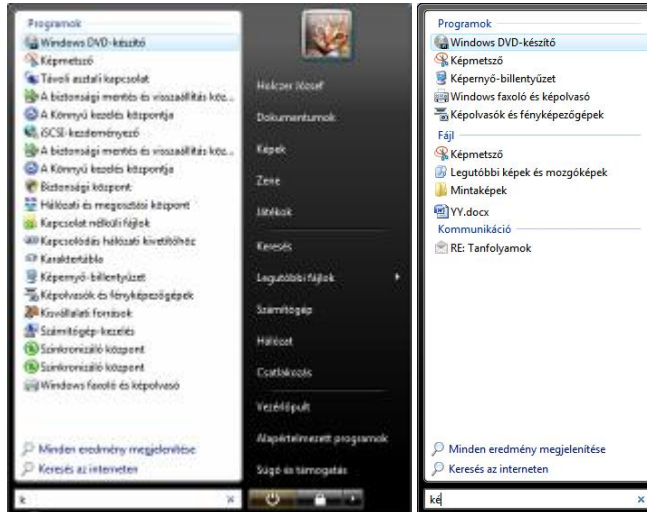 Programok
Windows DVD-készítő
Képmetsző
Távoli asztali kapcsolat
A biztonsági mentés és visszaállítás köz...
A Könnyű kezelés központja
iSCSI-kezdeményező
A biztonsági mentés és visszaállítás köz...
A Könnyű kezelés központja
Biztonsági központ
Hálózati és megosztási központ
Kapcsolat nélküli fájlok
Kapcsolódás hálózati kivetítőhöz
Karaktertábla
Képernyő-billentyűzet
Képolvasók és fényképezőgépek
Kisvállalati források
Számítógép-kezelés
Szinkronizáló központ
Szinkronizáló központ
Windows faxoló és képolvasó
Minden eredmény megjelenítése
Keresés az interneten
k
Holczer József
Dokumentumok
Képek
Zene
Játékok
Keresés
Legutóbbi fájlok
Számítógép
Hálózat
Csatlakozás
Vezérlőpult
Alapértelmezett programok
Súgó és támogatás
Programok
Windows DVD-készítő
Képmetsző
Képernyő-billentyűzet
Windows faxoló és képolvasó
Képolvasók és fényképezőgépek
Fájl
Képmetsző
Legutóbbi képek és mozgóképek
Mintaképek
YY.docx
Kommunikáció
RE: Tanfolyamok
Minden eredmény megjelenítése
Keresés az interneten
ké